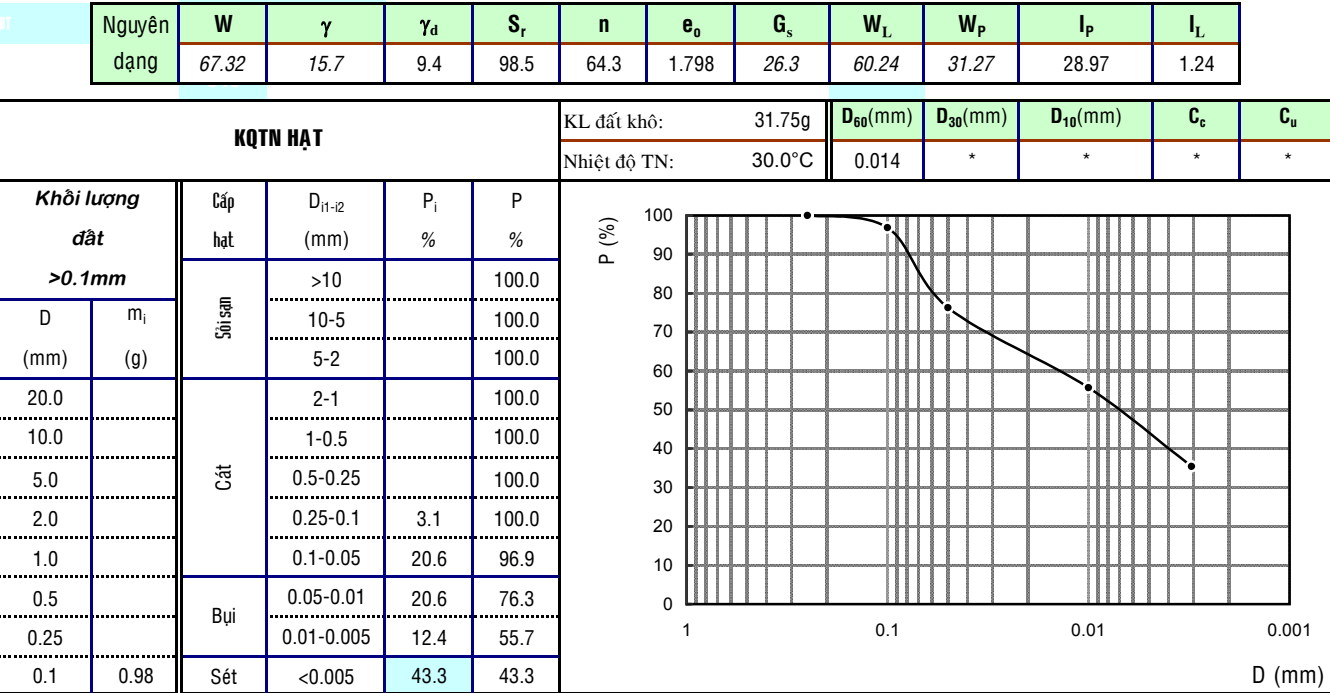 Nguyên dạng W γ γd Sr n eo Gs WL WP IP IL
67.32 15.7 9.4 98.5 64.3 1.798 26.3 60.24 31.27 28.97 1.24
KQTN HẠT
KL đất khô: 31.75g
Nhiệt độ TN: 30.0°C
D60(mm) D30(mm) D10(mm) Cc Cu
0.014 * * * *
Khối lượng
đất
>0.1mm
D mi
(mm) (g)
20.0
10.0
5.0
2.0
1.0
0.5
0.25
0.1 0.98
Cấp Di1-i2 Pi P
hạt (mm) % %
Sỏi sạn
>10 100.0
10-5 100.0
5-2 100.0
Cát
2-1 100.0
1-0.5 100.0
0.5-0.25 100.0
0.25-0.1 3.1 100.0
0.1-0.05 20.6 96.9
Bụi
0.05-0.01 20.6 76.3
0.01-0.005 12.4 55.7
Sét <0.005 43.3 43.3
P (%)
100
90
80
70
60
50
40
30
20
10
0
1 0.1 0.01 0.001
D (mm)